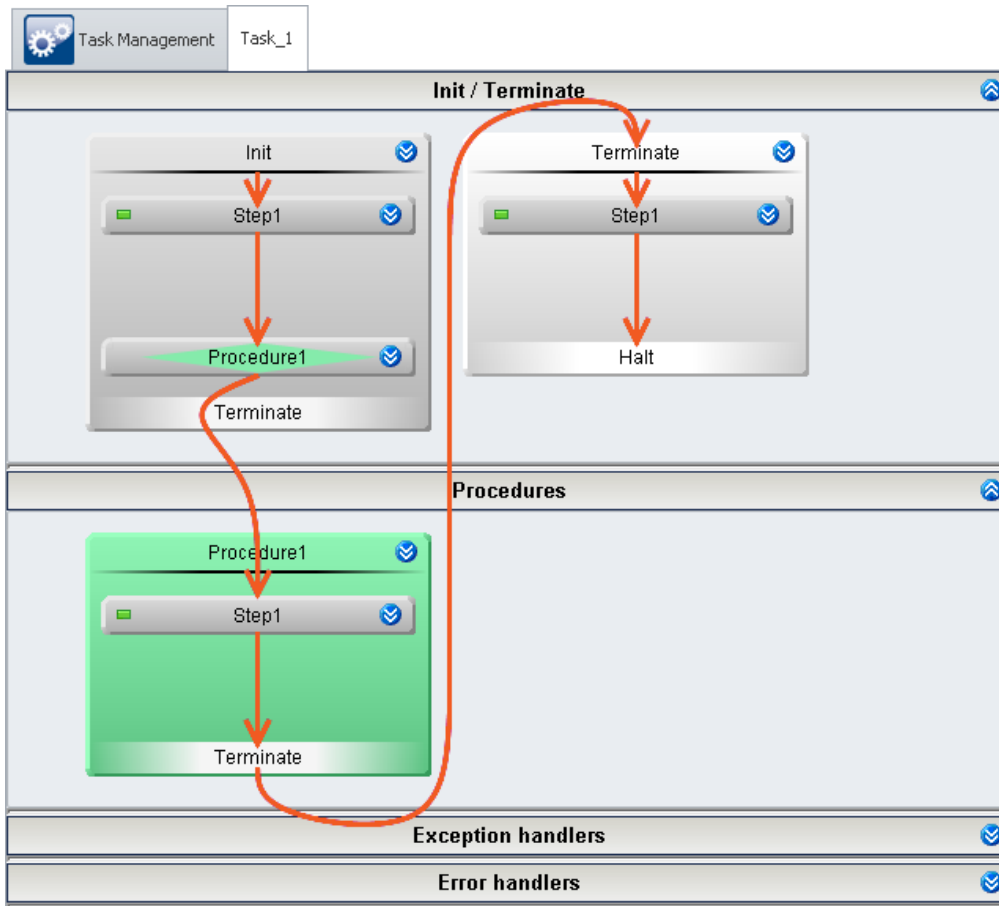 Task Management
Task_1
Init / Terminate
Init
Step1
Procedure1
Terminate
Terminate
Step1
Halt
Procedures
Procedure1
Step1
Terminate
Exception handlers
Error handlers